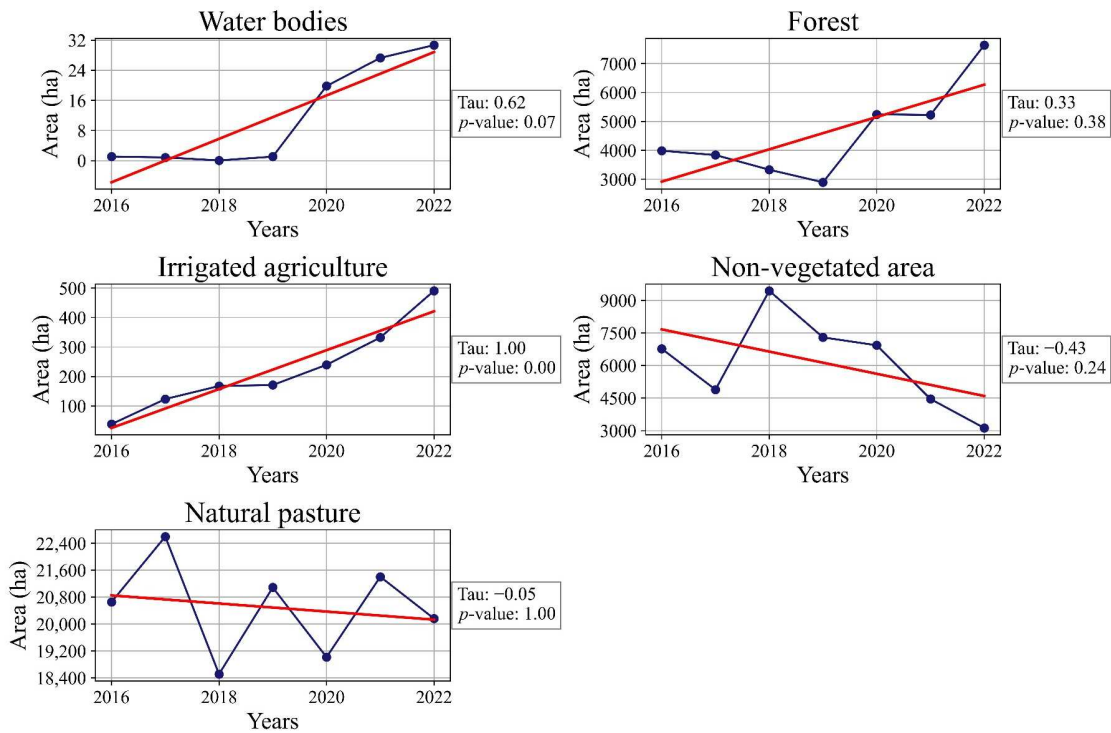 Water bodies
Area (ha)
32
24
16
8
0
2016 2018 2020 2022
Years
Tau: 0.62
p-value: 0.07
Forest
Area (ha)
7000
6000
5000
4000
3000
2016 2018 2020 2022
Years
Tau: 0.33
p-value: 0.38
Irrigated agriculture
Area (ha)
500
400
300
200
100
2016 2018 2020 2022
Years
Tau: 1.00
p-value: 0.00
Non-vegetated area
Area (ha)
9000
7500
6000
4500
3000
2016 2018 2020 2022
Years
Tau: −0.43
p-value: 0.24
Natural pasture
Area (ha)
22,400
21,600
20,800
20,000
19,200
18,400
2016 2018 2020 2022
Years
Tau: −0.05
p-value: 1.00